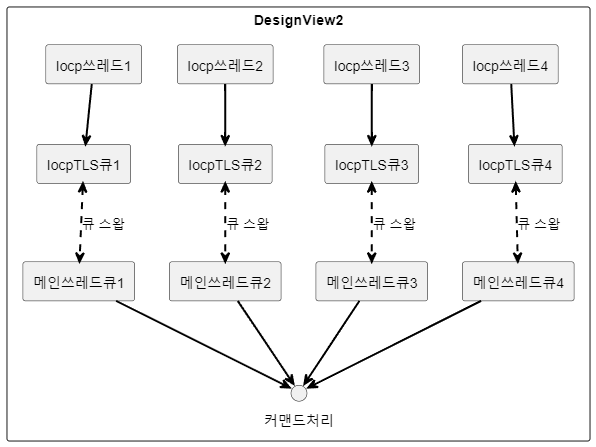 DesignView2
Iocp쓰레드1
Iocp쓰레드2
Iocp쓰레드3
Iocp쓰레드4
IocpTLS큐1
IocpTLS큐2
IocpTLS큐3
IocpTLS큐4
큐 스왑
큐 스왑
큐 스왑
큐 스왑
메인쓰레드큐1
메인쓰레드큐2
메인쓰레드큐3
메인쓰레드큐4
커맨드처리